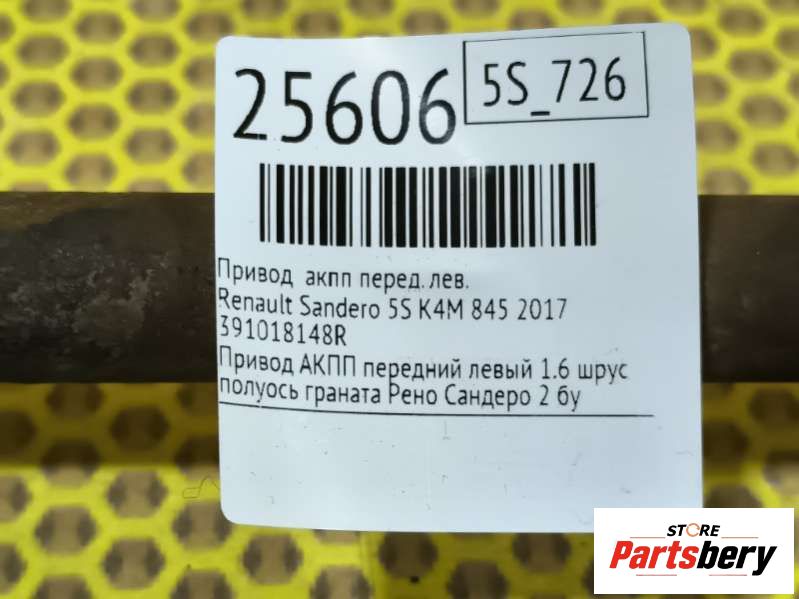 25606
5S_726
Привод акпп перед. лев.
Renault Sandero 5S K4M 845 2017
391018148R
Привод АКПП передний левый 1.6 шрус
полуось граната Рено Сандеро 2 бу
STORE
Partsbery